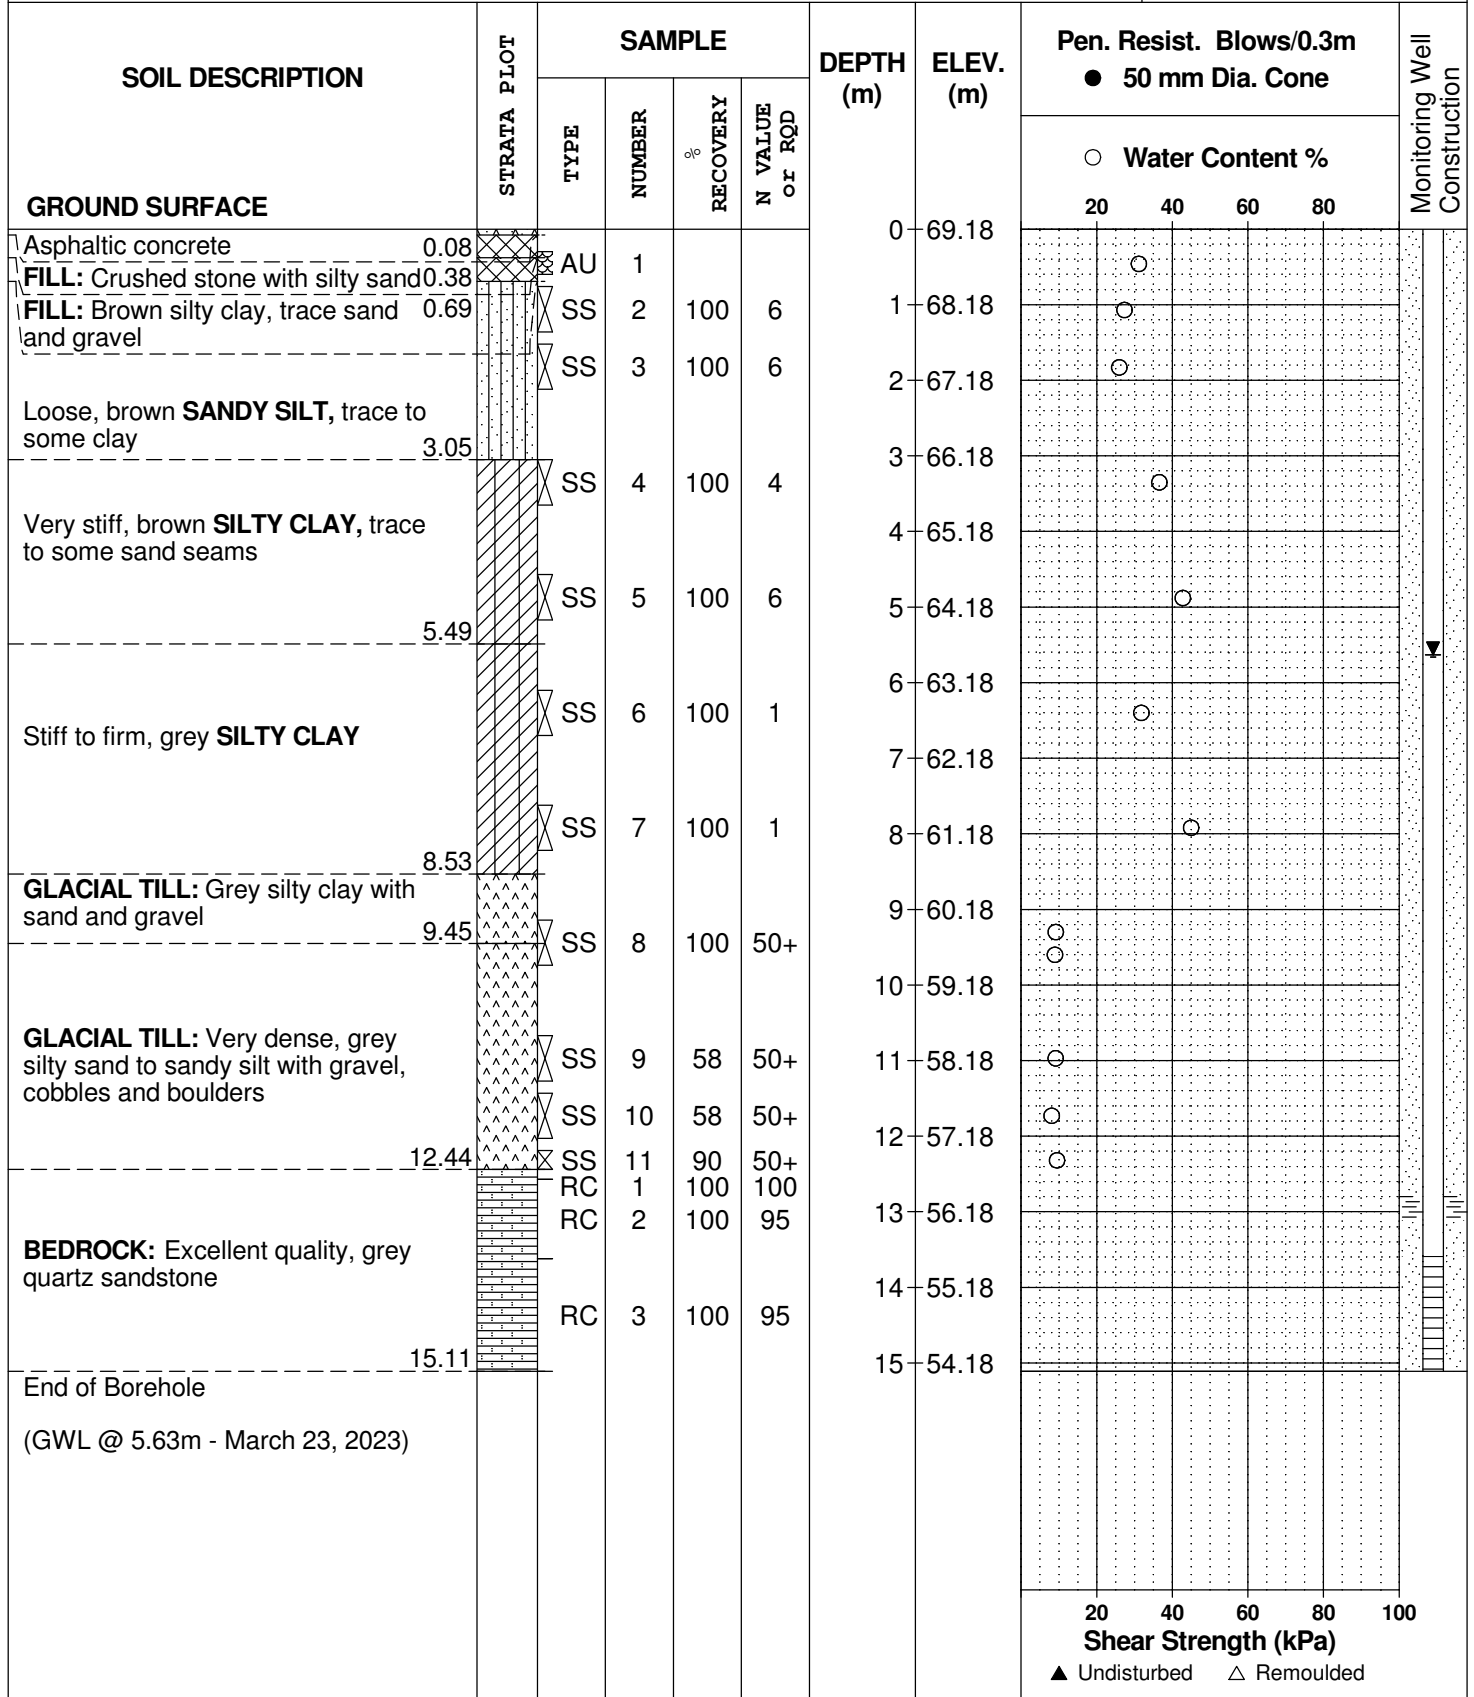 SOIL DESCRIPTION
GROUND SURFACE
STRATA PLOT
SAMPLE
TYPE
NUMBER
% RECOVERY
N VALUE or RQD
DEPTH (m)
ELEV. (m)
Pen. Resist. Blows/0.3m
● 50 mm Dia. Cone
○ Water Content %
20 40 60 80
Monitoring Well Construction
0 69.18
Asphaltic concrete 0.08
FILL: Crushed stone with silty sand 0.38
AU 1
FILL: Brown silty clay, trace sand and gravel 0.69
SS 2 100 6
1 68.18
SS 3 100 6
2 67.18
Loose, brown SANDY SILT, trace to
some clay
3.05
3 66.18
SS 4 100 4
Very stiff, brown SILTY CLAY, trace
to some sand seams
4 65.18
SS 5 100 6
5 64.18
5.49
6 63.18
SS 6 100 1
Stiff to firm, grey SILTY CLAY
7 62.18
SS 7 100 1
8 61.18
8.53
GLACIAL TILL: Grey silty clay with
sand and gravel
9 60.18
9.45
SS 8 100 50+
10 59.18
GLACIAL TILL: Very dense, grey
silty sand to sandy silt with gravel,
cobbles and boulders
SS 9 58 50+
11 58.18
SS 10 58 50+
12 57.18
12.44
SS 11 90 50+
RC 1 100 100
RC 2 100 95
13 56.18
BEDROCK: Excellent quality, grey
quartz sandstone
14 55.18
RC 3 100 95
15.11
15 54.18
End of Borehole
(GWL @ 5.63m - March 23, 2023)
20 40 60 80 100
Shear Strength (kPa)
▲ Undisturbed △ Remoulded